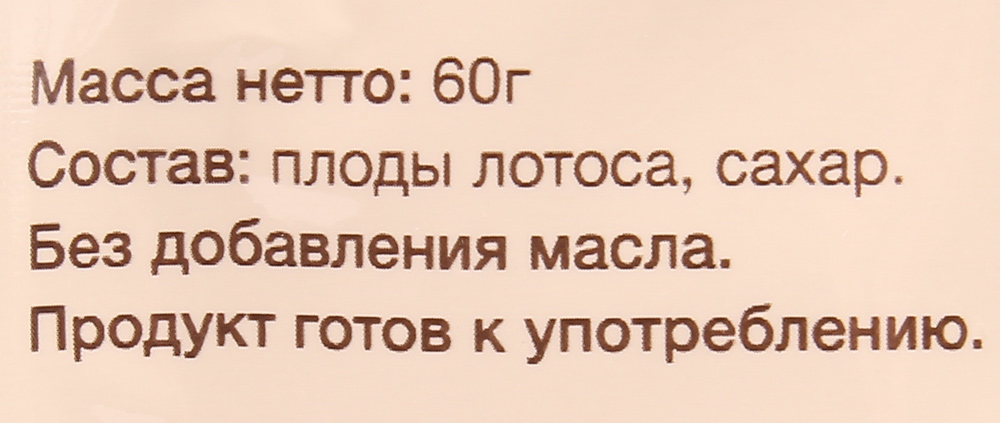 Масса нетто: 60г
Состав: плоды лотоса, сахар.
Без добавления масла.
Продукт готов к употреблению.